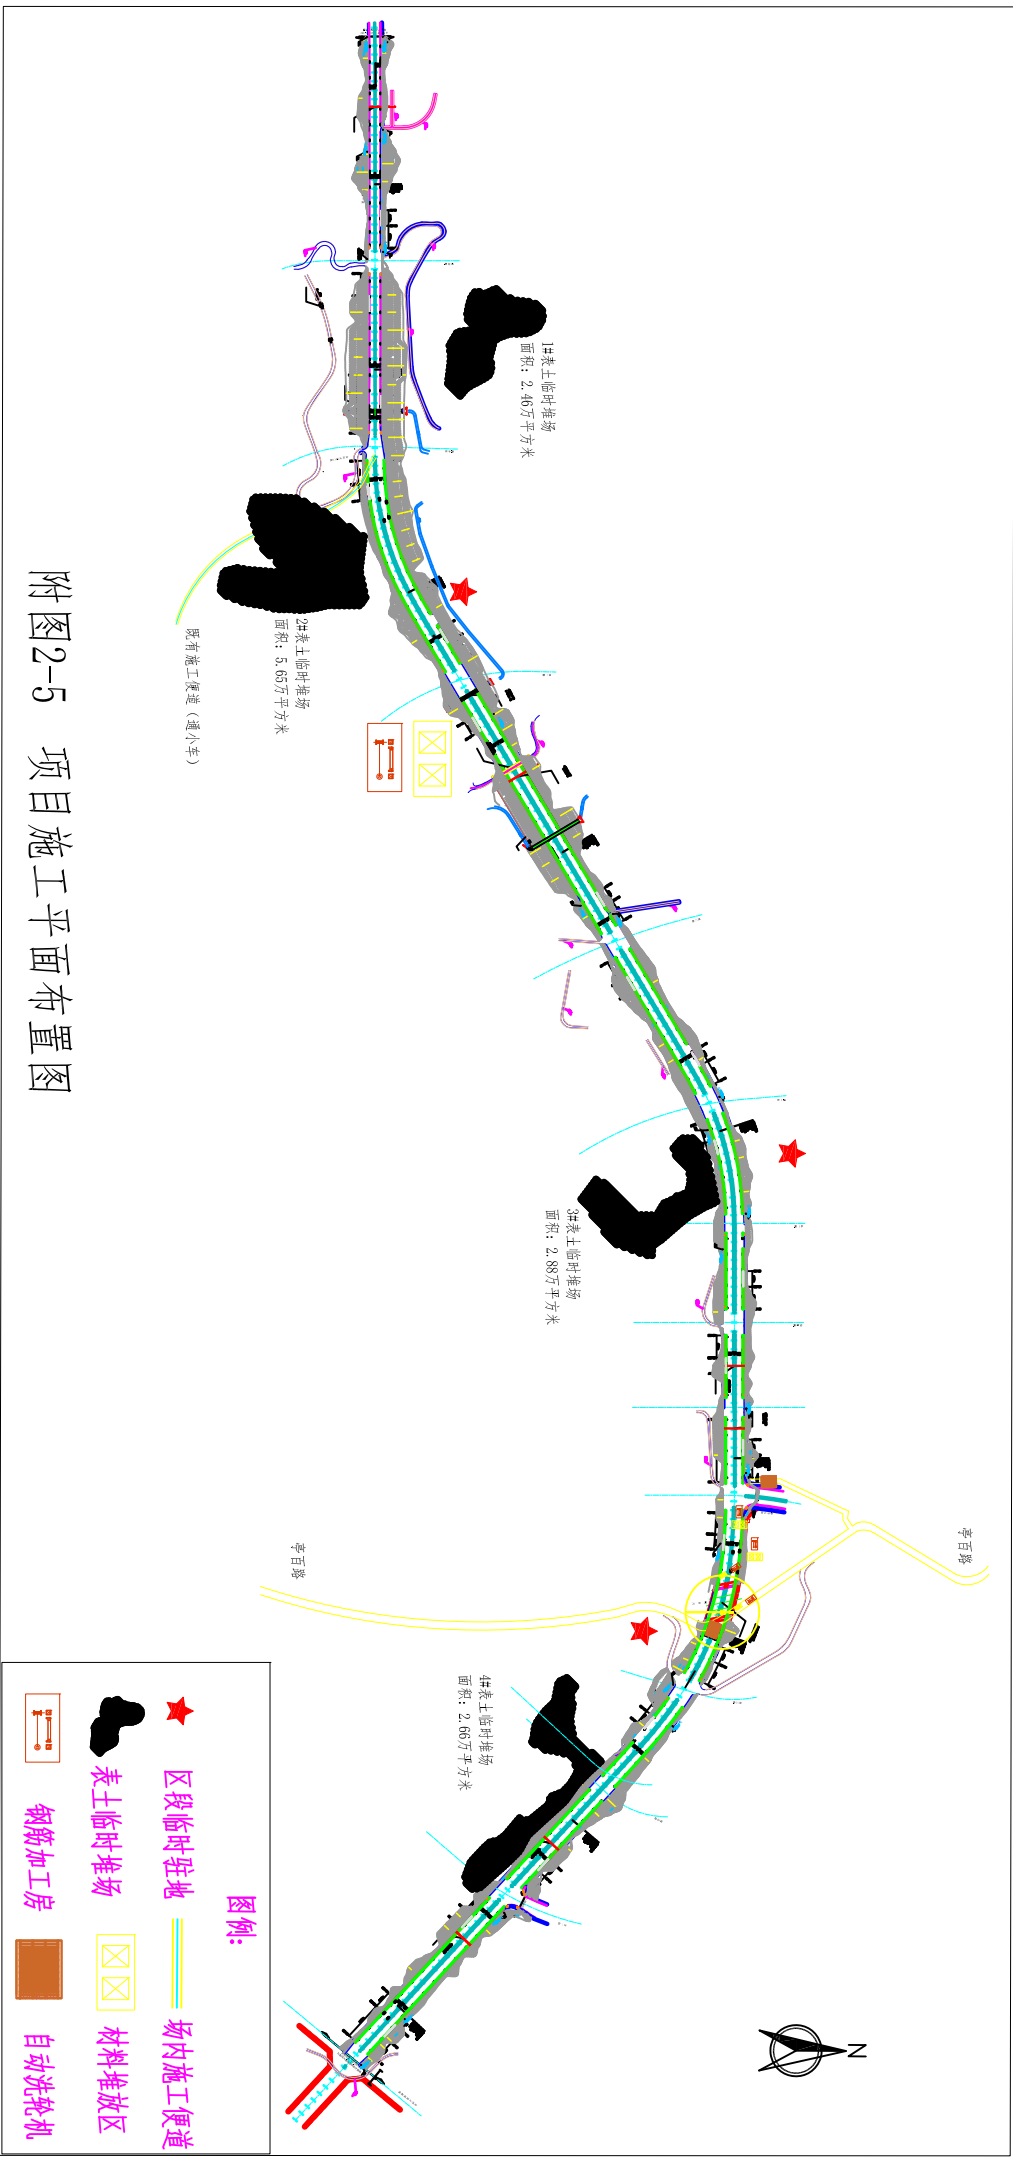 1#表土临时堆场
面积：2.46万平方米
2#表土临时堆场
面积：5.65万平方米
既有施工便道（通小车）
3#表土临时堆场
面积：2.88万平方米
亭百路
亭百路
4#表土临时堆场
面积：2.66万平方米
N
图例：
区段临时驻地
场内施工便道
表土临时堆场
材料堆放区
钢筋加工房
自动洗轮机
附图2-5 项目施工平面布置图